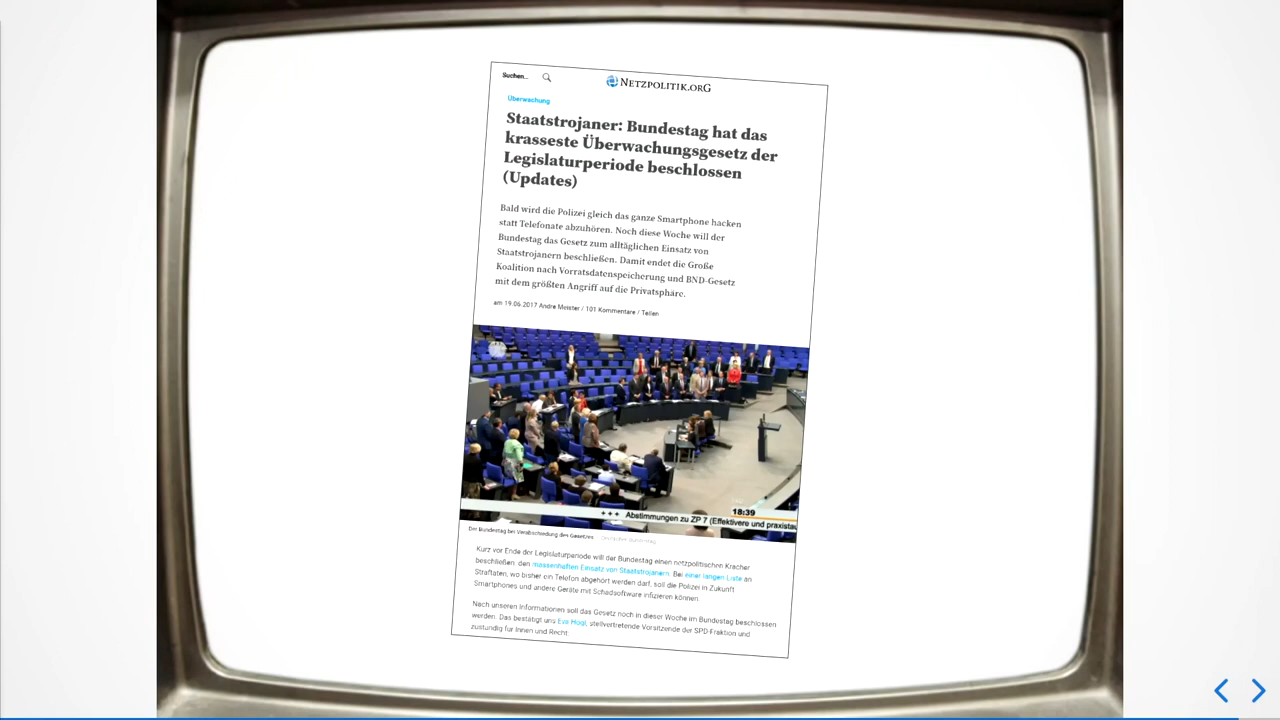 Suchen...
NETZPOLITIK.ORG
Überwachung
Staatstrojaner: Bundestag hat das
krasseste Überwachungsgesetz der
Legislaturperiode beschlossen
(Updates)
Bald wird die Polizei gleich das ganze Smartphone hacken
statt Telefonate abzuhören. Noch diese Woche will der
Bundestag das Gesetz zum alltäglichen Einsatz von
Staatstrojanern beschließen. Damit endet die Große
Koalition nach Vorratsdatenspeicherung und BND-Gesetz
mit dem größten Angriff auf die Privatsphäre.
am 19.06.2017 Andre Meister / 101 Kommentare / Teilen
18:39
+++ Abstimmungen zu ZP 7 (Effektivere und praxistau
Der Bundestag bei Verabschiedung des Gesetzes Deutscher Bundestag
Kurz vor Ende der Legislaturperiode will der Bundestag einen netzpolitischen Kracher
beschließen: den massenhaften Einsatz von Staatstrojanern. Bei einer langen Liste an
Straftaten, wo bisher ein Telefon abgehört werden darf, soll die Polizei in Zukunft
Smartphones und andere Geräte mit Schadsoftware infizieren können.
Nach unseren Informationen soll das Gesetz noch in dieser Woche im Bundestag beschlossen
werden. Das bestätigt uns Eva Högl, stellvertretende Vorsitzende der SPD-Fraktion und
zuständig für Innen und Recht: